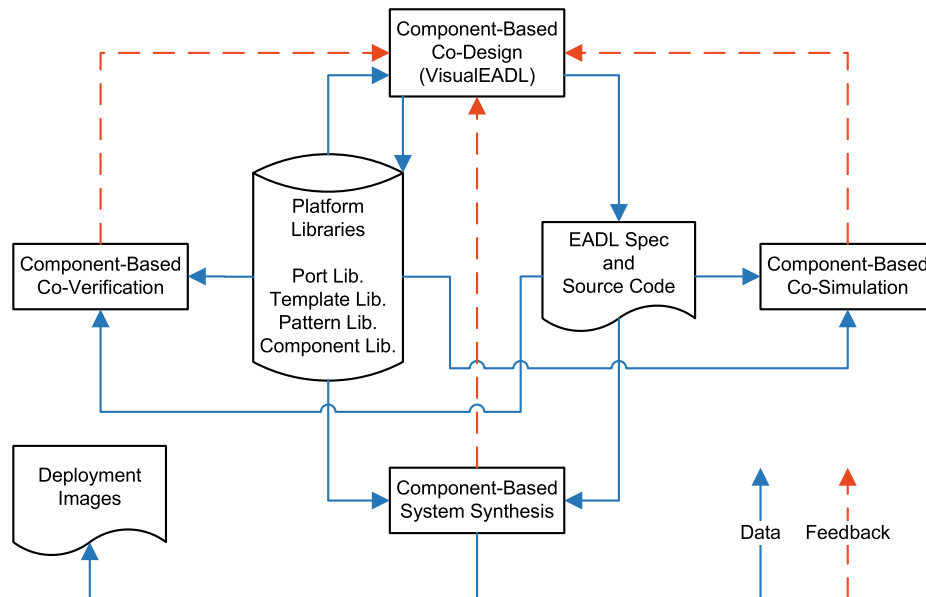 Component-Based
Co-Design
(VisualEADL)
Platform
Libraries
Port Lib.
Template Lib.
Pattern Lib.
Component Lib.
EADL Spec
and
Source Code
Component-Based
Co-Verification
Component-Based
Co-Simulation
Deployment
Images
Component-Based
System Synthesis
Data
Feedback